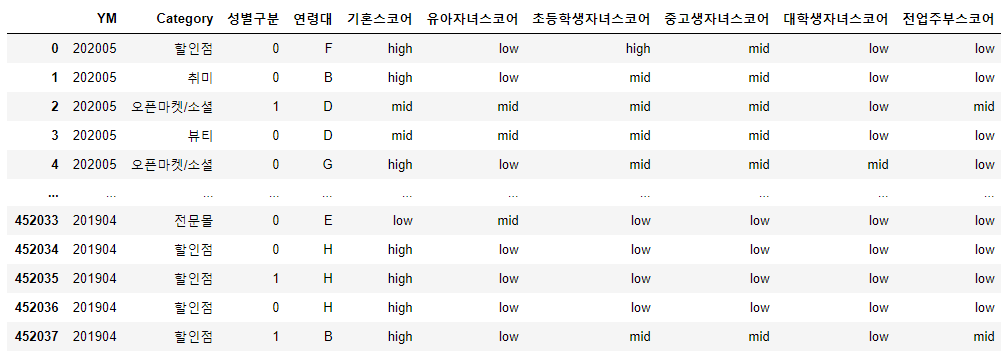 YM Category 성별구분 연령대 기혼스코어 유아자녀스코어 초등학생자녀스코어 중고생자녀스코어 대학생자녀스코어 전업주부스코어
0 202005 할인점 0 F high low high mid low low
1 202005 취미 0 B high low mid mid low low
2 202005 오픈마켓/소셜 1 D mid mid mid mid low mid
3 202005 뷰티 0 D mid mid mid mid low low
4 202005 오픈마켓/소셜 0 G high low mid mid mid low
... ... ... ... ... ... ... ... ... ... ...
452033 201904 전문몰 0 E low mid low low low low
452034 201904 할인점 0 H high low low low low low
452035 201904 할인점 1 H high low low low low low
452036 201904 할인점 0 H high low low low low low
452037 201904 할인점 1 B high low mid mid low mid